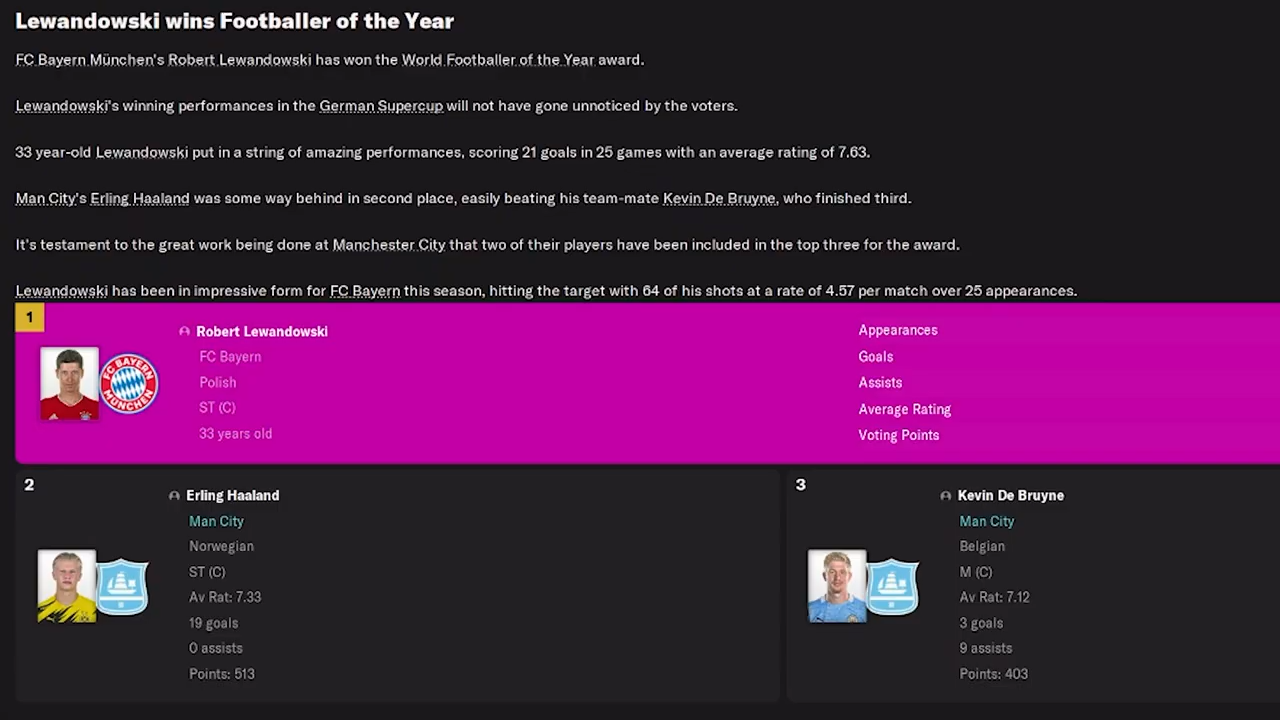 Lewandowski wins Footballer of the Year
FC Bayern München's Robert Lewandowski has won the World Footballer of the Year award.
Lewandowski's winning performances in the German Supercup will not have gone unnoticed by the voters.
33 year-old Lewandowski put in a string of amazing performances, scoring 21 goals in 25 games with an average rating of 7.63.
Man City's Erling Haaland was some way behind in second place, easily beating his team-mate Kevin De Bruyne, who finished third.
It's testament to the great work being done at Manchester City that two of their players have been included in the top three for the award.
Lewandowski has been in impressive form for FC Bayern this season, hitting the target with 64 of his shots at a rate of 4.57 per match over 25 appearances.
1
Robert Lewandowski
FC Bayern
Polish
ST (C)
33 years old
FC BAYERN
MÜNCHEN
Appearances
Goals
Assists
Average Rating
Voting Points
2
Erling Haaland
Man City
Norwegian
ST (C)
Av Rat: 7.33
19 goals
0 assists
Points: 513
3
Kevin De Bruyne
Man City
Belgian
M (C)
Av Rat: 7.12
3 goals
9 assists
Points: 403